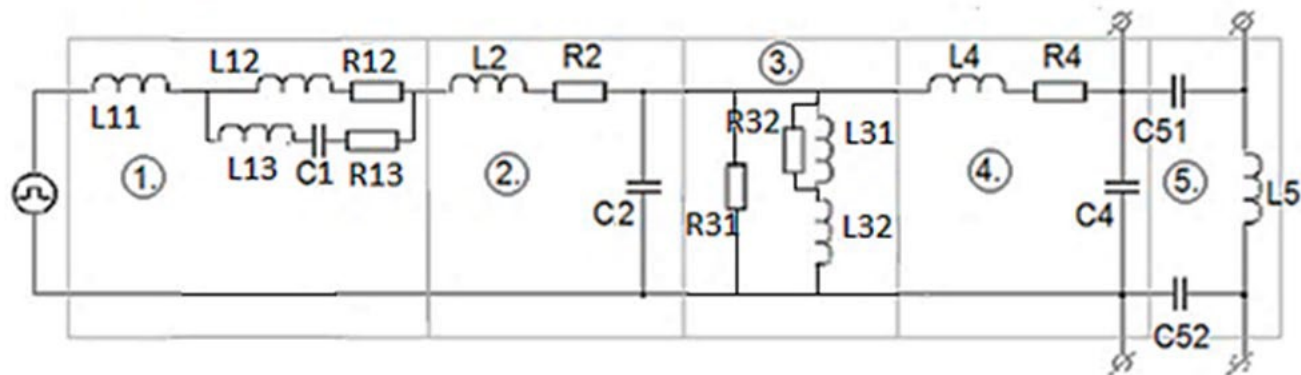 L11
L12
R12
L13
C1
R13
1.
L2
R2
2.
C2
3.
R31
R32
L31
L32
L4
R4
4.
C4
C51
5.
L5
C52